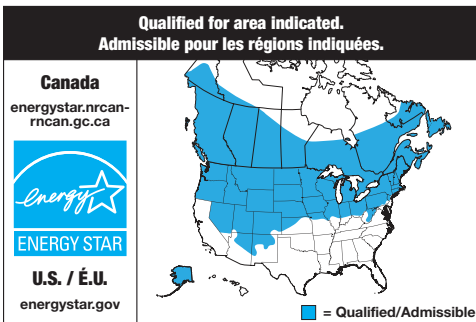 Qualified for area indicated.
Admissible pour les régions indiquées.
Canada
energystar.nrcan-
rncan.gc.ca
energy
ENERGY STAR
U.S. / É.U.
energystar.gov
= Qualified/Admissible